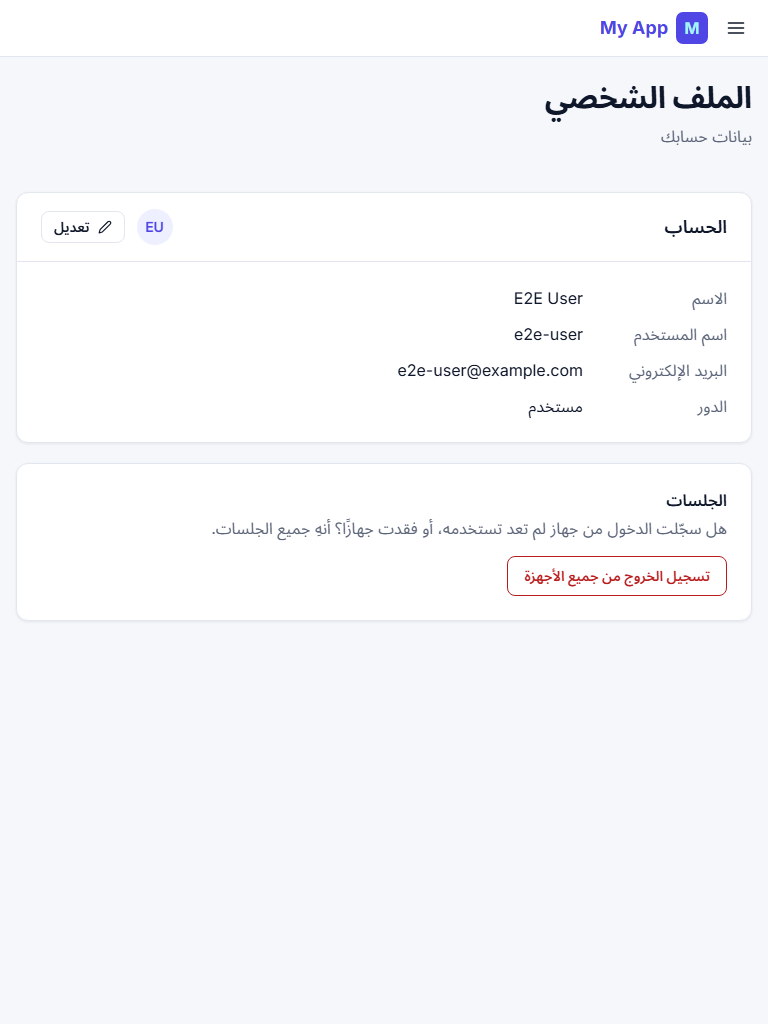 M My App
الملف الشخصي
بيانات حسابك
الحساب
EU
تعديل
الاسم E2E User
اسم المستخدم e2e-user
البريد الإلكتروني e2e-user@example.com
الدور مستخدم
الجلسات
هل سجّلت الدخول من جهاز لم تعد تستخدمه، أو فقدت جهازًا؟ أنهِ جميع الجلسات.
تسجيل الخروج من جميع الأجهزة